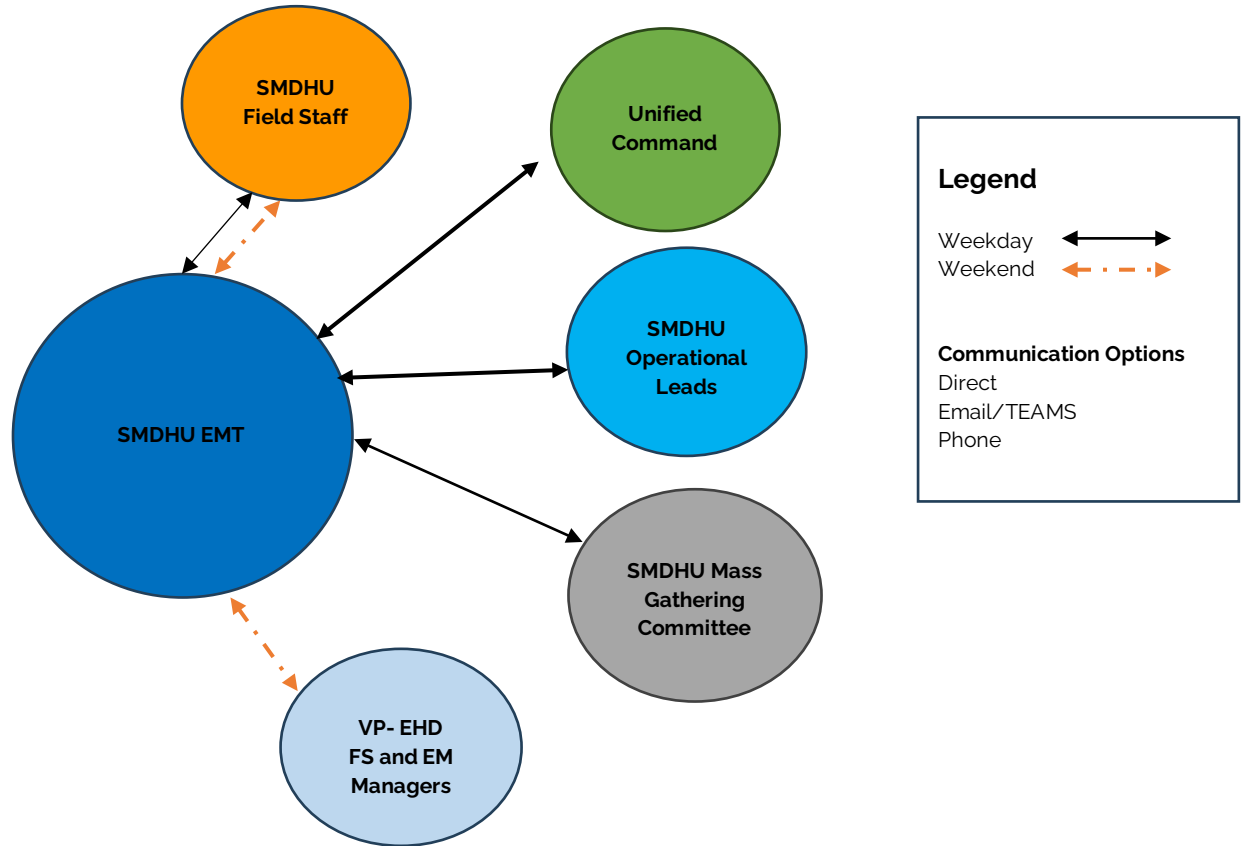 SMDHU
Field Staff
Unified
Command
SMDHU
Operational
Leads
SMDHU EMT
SMDHU Mass
Gathering
Committee
VP- EHD
FS and EM
Managers
Legend
Weekday
Weekend
Communication Options
Direct
Email/TEAMS
Phone